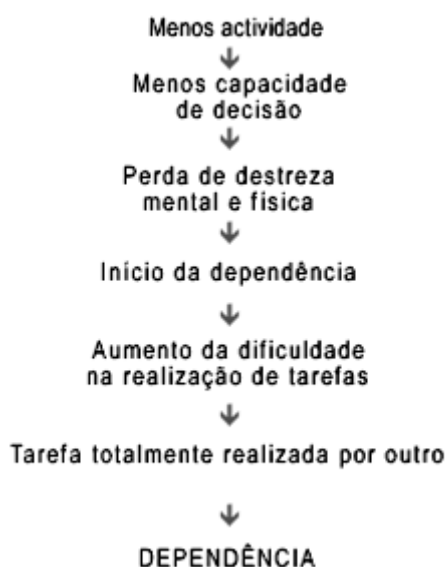 Menos actividade
Menos capacidade
de decisão
Perda de destreza
mental e física
Início da dependência
Aumento da dificuldade
na realização de tarefas
Tarefa totalmente realizada por outro
DEPENDÊNCIA